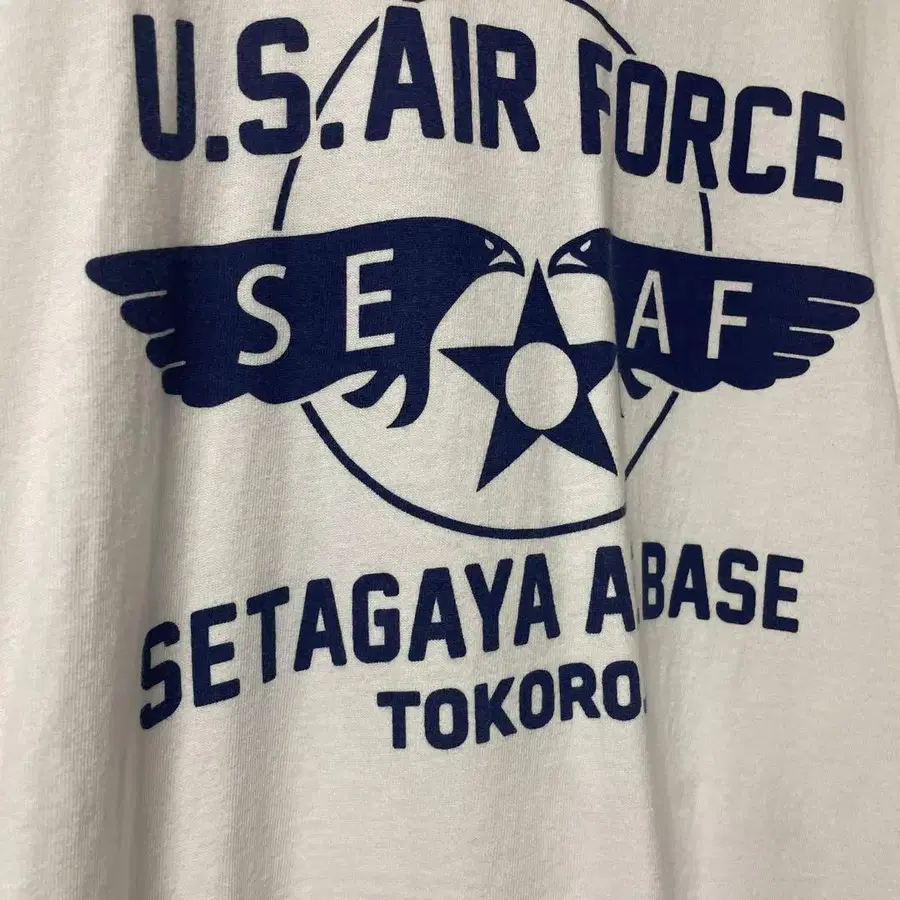 U.S. AIR FORCE
SE AF
SETAGAYA A BASE
TOKORO